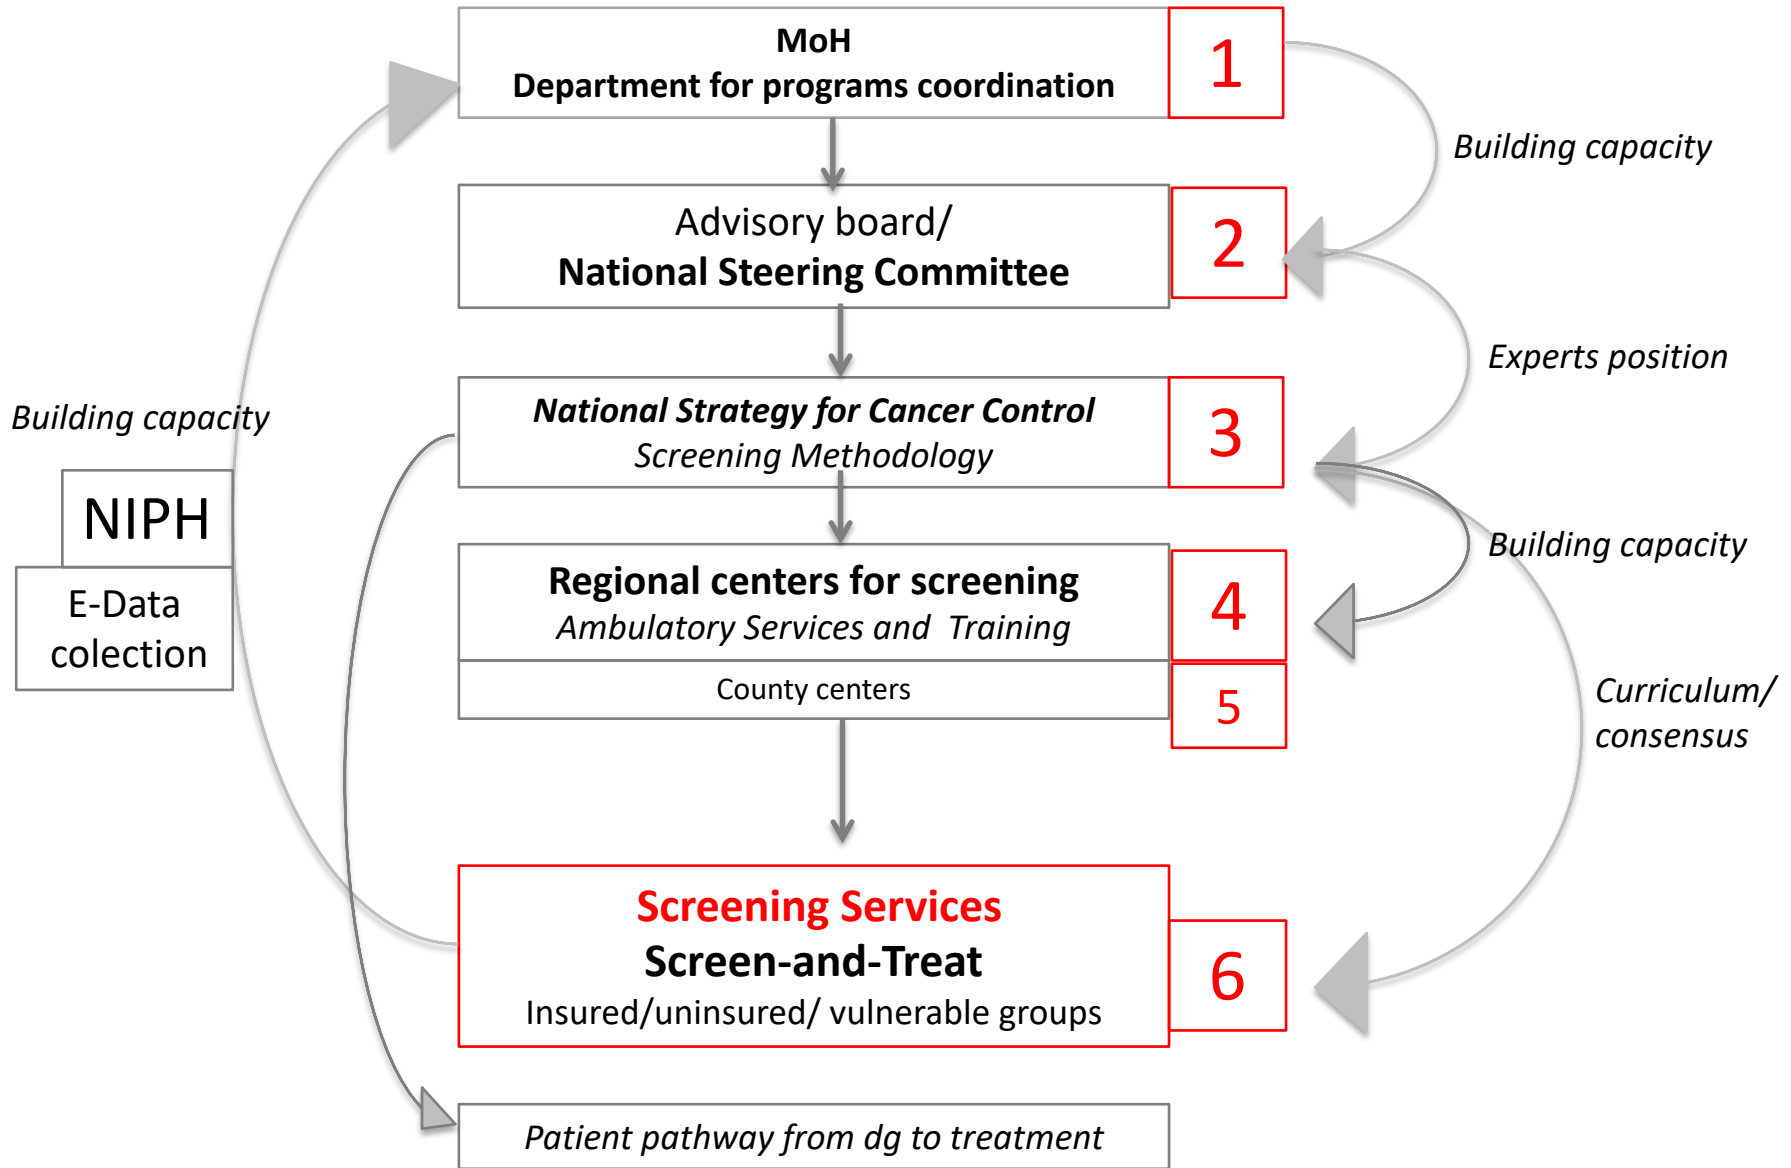 MoH
Department for programs coordination
1
Building capacity
Advisory board/
National Steering Committee
2
Experts position
National Strategy for Cancer Control
Screening Methodology
3
Building capacity
NIPH
E-Data
colection
Building capacity
Regional centers for screening
Ambulatory Services and Training
4
County centers
5
Curriculum/
consensus
Screening Services
Screen-and-Treat
Insured/uninsured/ vulnerable groups
6
Patient pathway from dg to treatment